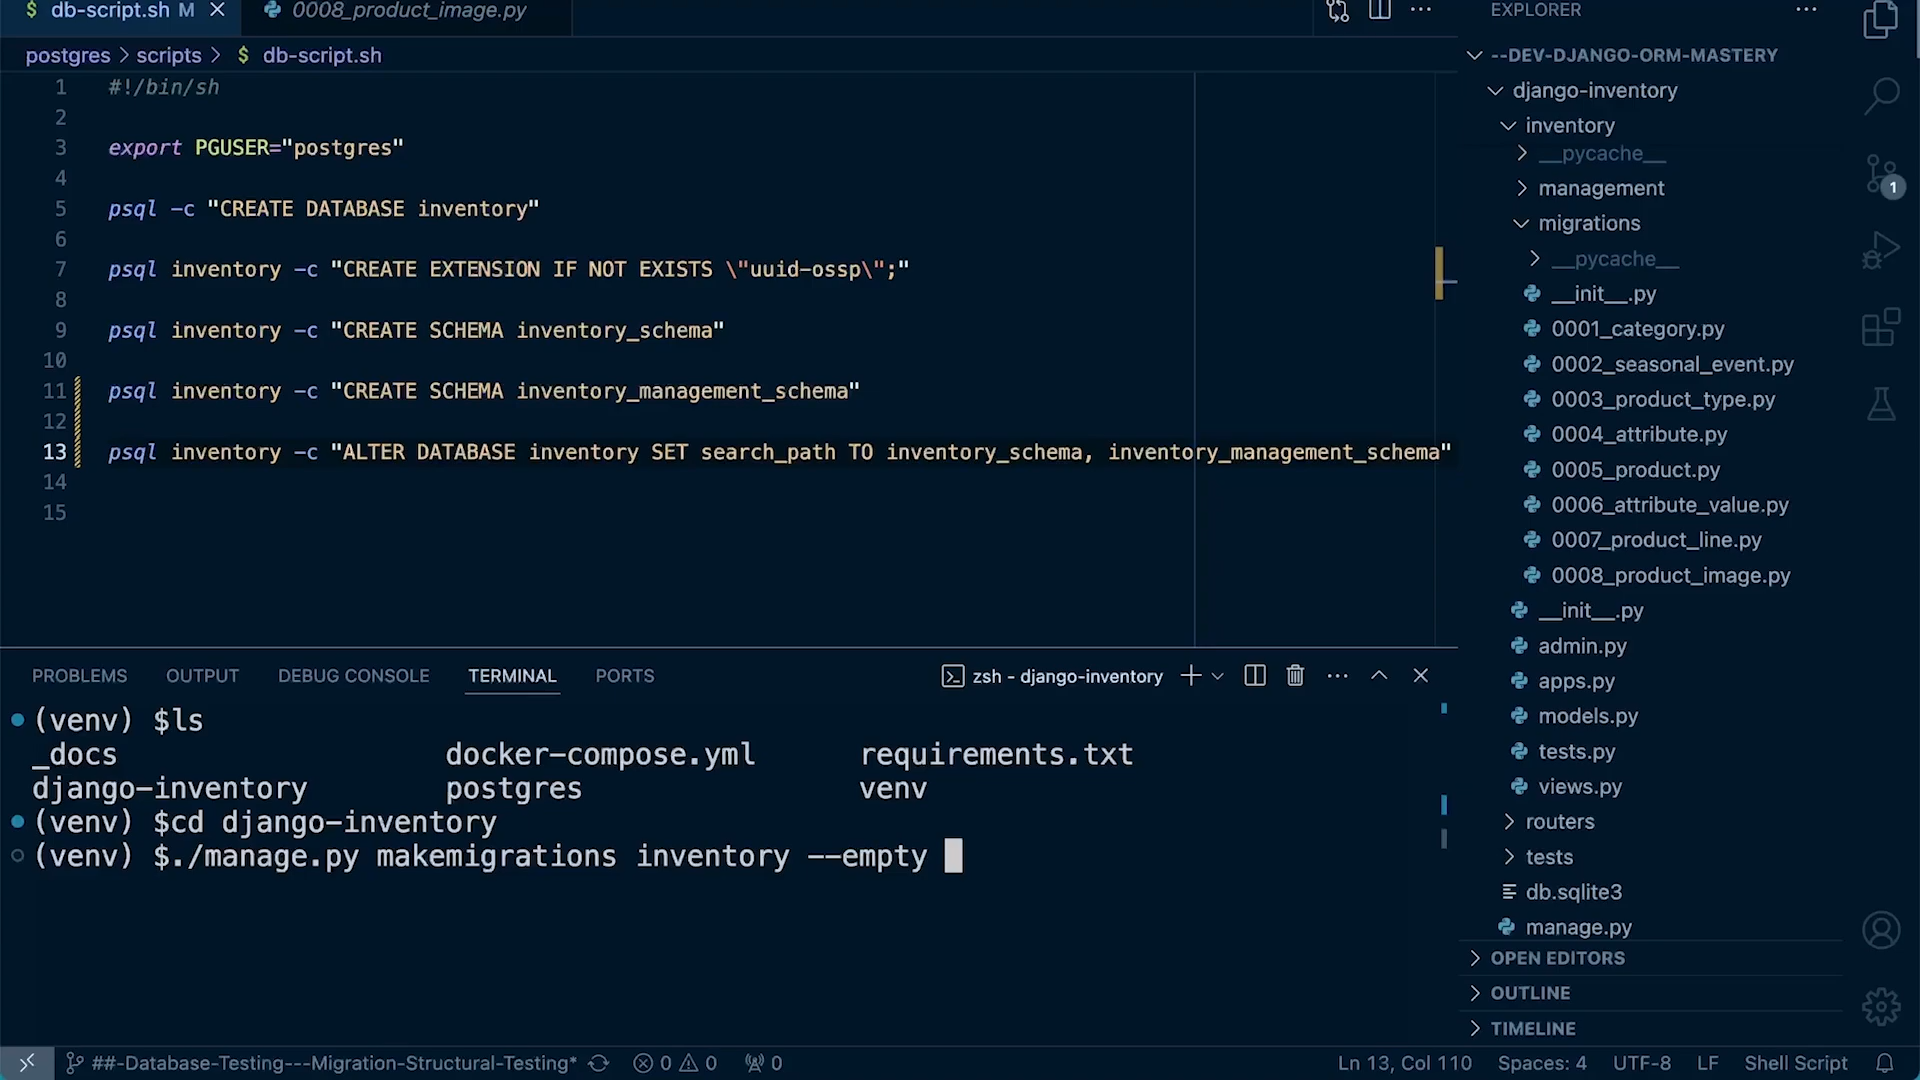 $ db-script.sh M
0008_product_image.py
postgres > scripts > $ db-script.sh
1 #!/bin/sh
2
3 export PGUSER="postgres"
4
5 psql -c "CREATE DATABASE inventory"
6
7 psql inventory -c "CREATE EXTENSION IF NOT EXISTS \"uuid-ossp\";"
8
9 psql inventory -c "CREATE SCHEMA inventory_schema"
10
11 psql inventory -c "CREATE SCHEMA inventory_management_schema"
12
13 psql inventory -c "ALTER DATABASE inventory SET search_path TO inventory_schema, inventory_management_schema"
14
15
PROBLEMS OUTPUT DEBUG CONSOLE TERMINAL PORTS
zsh - django-inventory
(venv) $ls
_docs docker-compose.yml requirements.txt
django-inventory postgres venv
(venv) $cd django-inventory
(venv) $./manage.py makemigrations inventory --empty
EXPLORER
--DEV-DJANGO-ORM-MASTERY
django-inventory
inventory
__pycache__
management
migrations
__pycache__
__init__.py
0001_category.py
0002_seasonal_event.py
0003_product_type.py
0004_attribute.py
0005_product.py
0006_attribute_value.py
0007_product_line.py
0008_product_image.py
__init__.py
admin.py
apps.py
models.py
tests.py
views.py
routers
tests
db.sqlite3
manage.py
OPEN EDITORS
OUTLINE
TIMELINE
1
##-Database-Testing---Migration-Structural-Testing* 0 0 0
Ln 13, Col 110 Spaces: 4 UTF-8 LF Shell Script